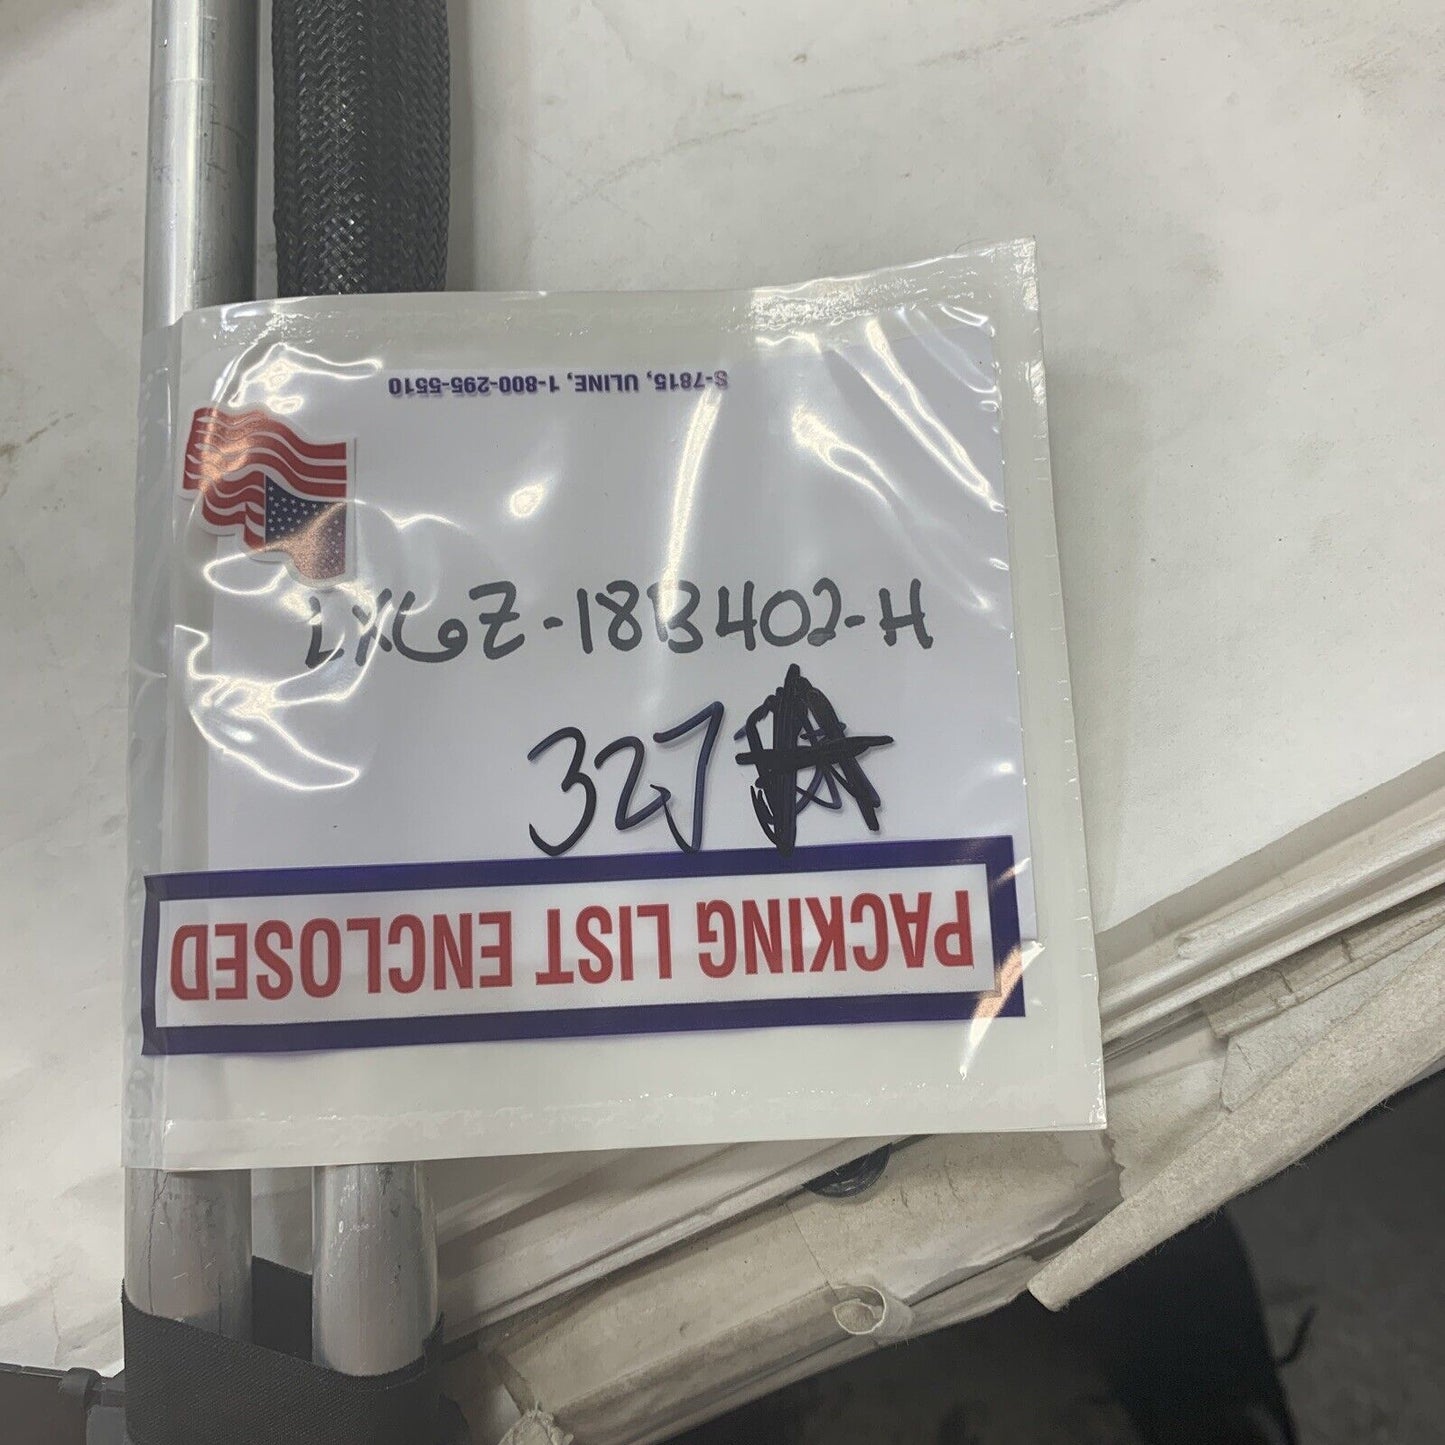 S-7815, ULINE, 1-800-295-5510
LX6Z-18B402-H
327
PACKING LIST ENCLOSED